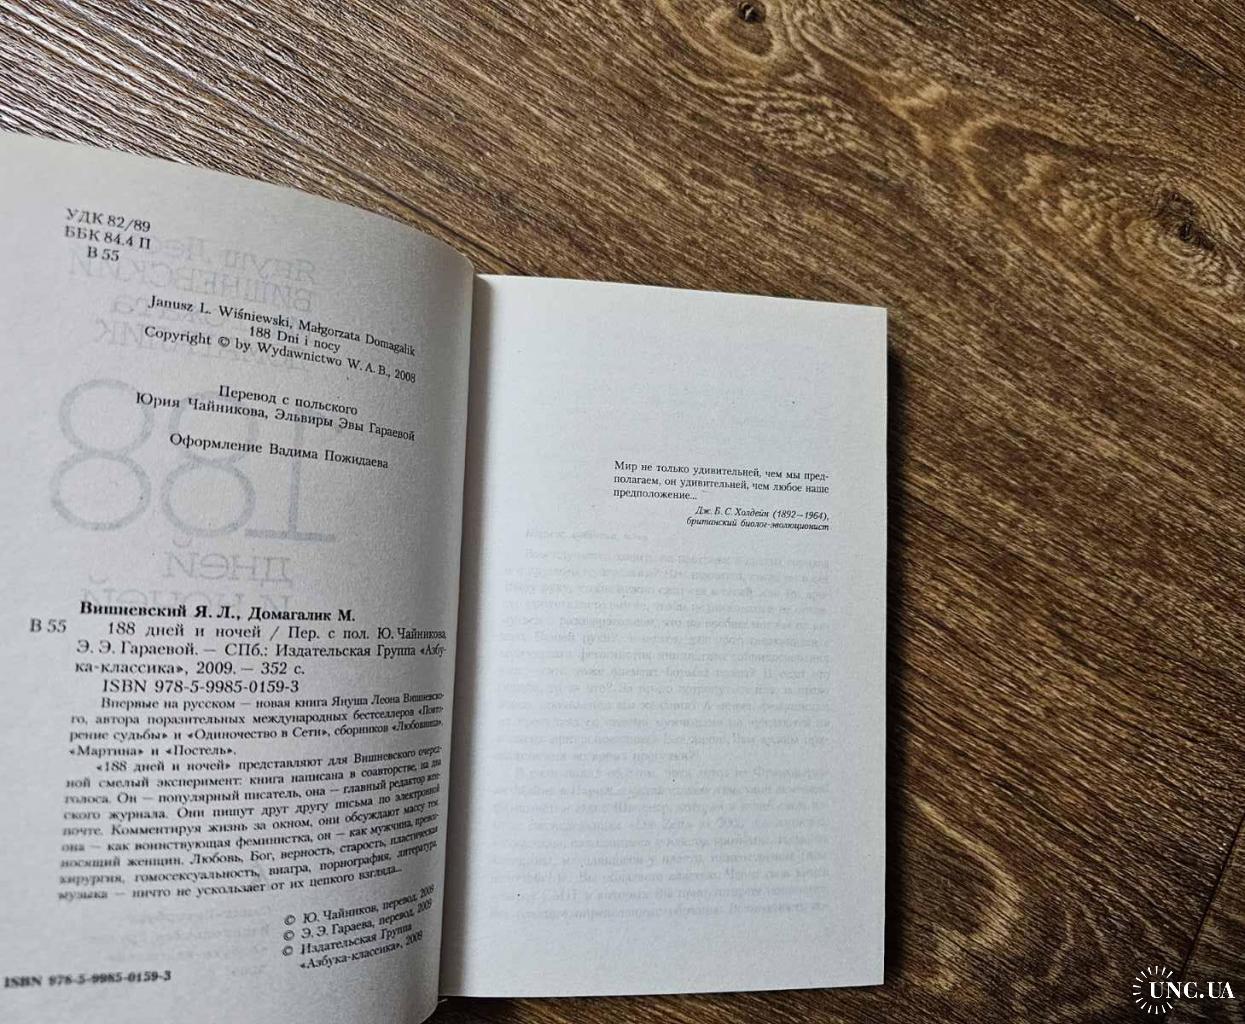 УДК 82/89
ББК 84.4 П
В 55
Janusz L. Wiśniewski, Małgorzata Domagalik
188 Dni i nocy
Copyright © by Wydawnictwo W. A. B., 2008
Перевод с польского
Юрия Чайникова, Эльвиры Эвы Гараевой
Оформление Вадима Пожидаева
Вишневский Я. Л., Домагалик М.
В 55 188 дней и ночей / Пер. с пол. Ю. Чайникова,
Э. Э. Гараевой. — СПб.: Издательская Группа «Азбу-
ка-классика», 2009. — 352 с.
ISBN 978-5-9985-0159-3
Впервые на русском — новая книга Януша Леона Вишневско-
го, автора поразительных международных бестселлеров «Повто-
рение судьбы» и «Одиночество в Сети», сборников «Любовница»,
«Мартина» и «Постель».
«188 дней и ночей» представляют для Вишневского очеред-
ной смелый эксперимент: книга написана в соавторстве, на два
голоса. Он — популярный писатель, она — главный редактор жен-
ского журнала. Они пишут друг другу письма по электронной
почте. Комментируя жизнь за окном, они обсуждают массу тем,
она — как воинствующая феминистка, он — как мужчина, превоз-
носящий женщин. Любовь, Бог, верность, старость, пластическая
хирургия, гомосексуальность, виагра, порнография, литература,
музыка — ничто не ускользает от их цепкого взгляда...
© Ю. Чайников, перевод, 2009
© Э. Э. Гараева, перевод, 2009
© Издательская Группа
«Азбука-классика», 2009
ISBN 978-5-9985-0159-3
Мир не только удивительней, чем мы пред-
полагаем, он удивительней, чем любое наше
предположение...
Дж. Б. С. Холдейн (1892—1964),
британский биолог-эволюционист
UNC.UA